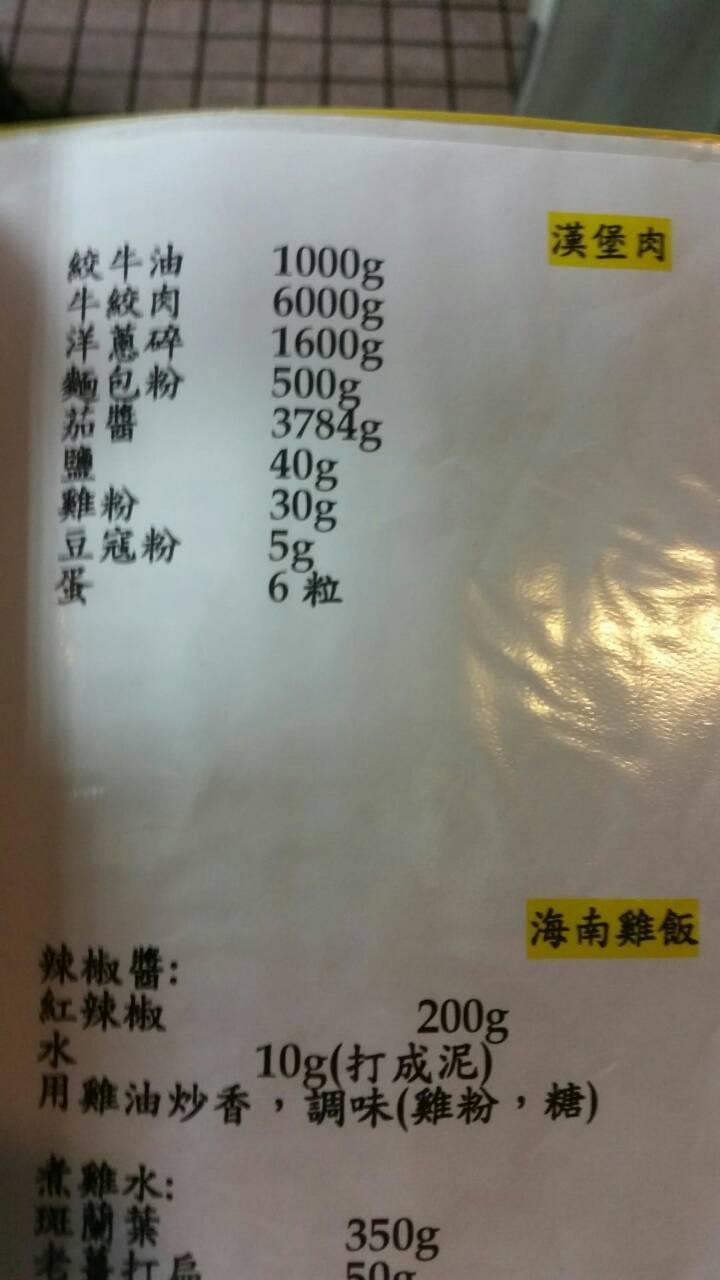 漢堡肉
絞牛油 1000g
牛絞肉 6000g
洋蔥碎 1600g
麵包粉 500g
茄醬 3784g
鹽 40g
雞粉 30g
豆寇粉 5g
蛋 6 粒
海南雞飯
辣椒醬:
紅辣椒 200g
水 10g(打成泥)
用雞油炒香，調味(雞粉，糖)
煮雞水:
斑蘭葉 350g
老薑打扁 50g